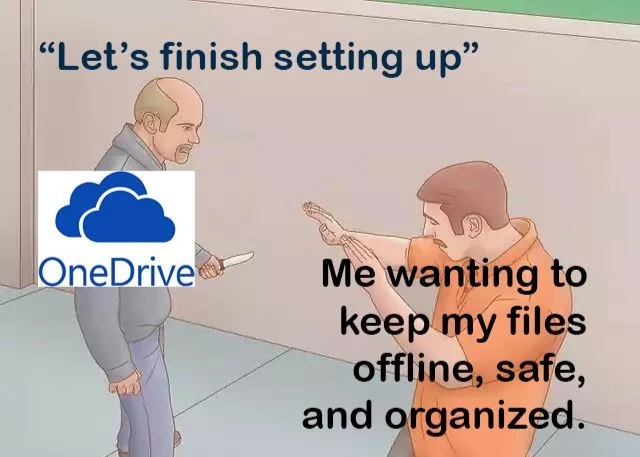 “Let’s finish setting up”
OneDrive
Me wanting to
keep my files
offline, safe,
and organized.